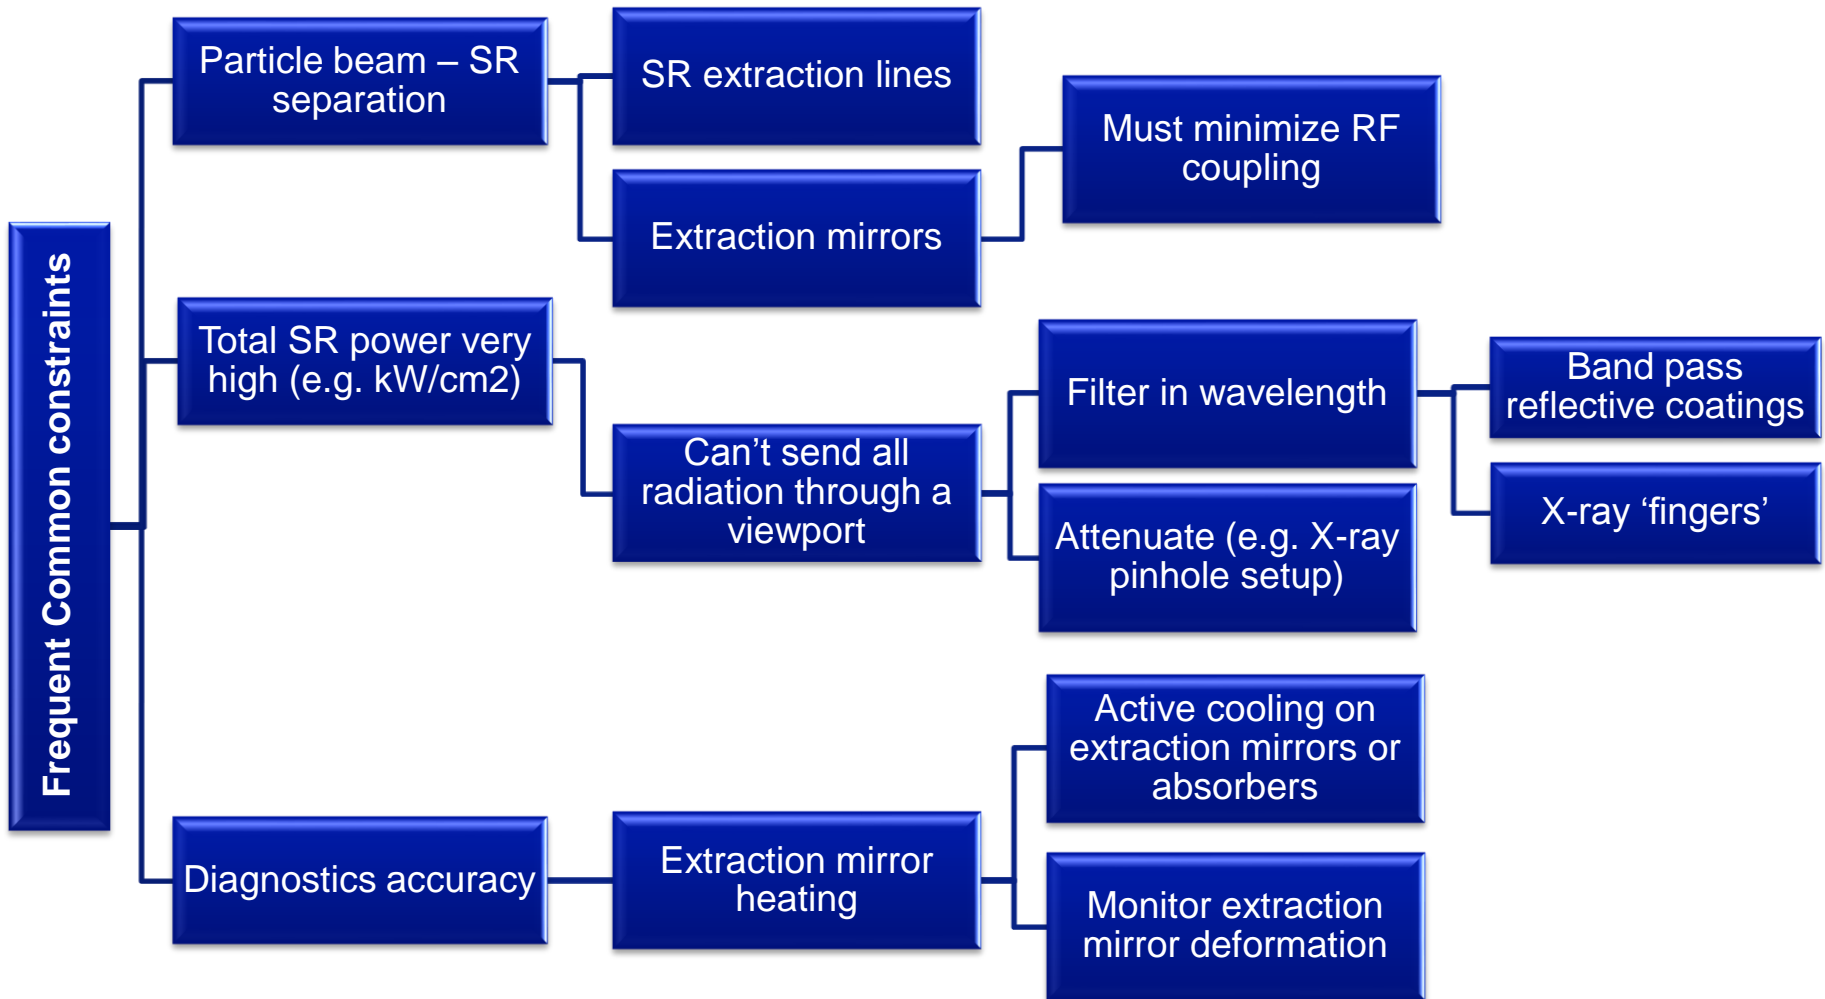 Frequent Common constraints
Particle beam – SR
separation
SR extraction lines
Extraction mirrors
Must minimize RF
coupling
Total SR power very
high (e.g. kW/cm2)
Can’t send all
radiation through a
viewport
Filter in wavelength
Band pass
reflective coatings
X-ray ‘fingers’
Attenuate (e.g. X-ray
pinhole setup)
Diagnostics accuracy
Extraction mirror
heating
Active cooling on
extraction mirrors or
absorbers
Monitor extraction
mirror deformation